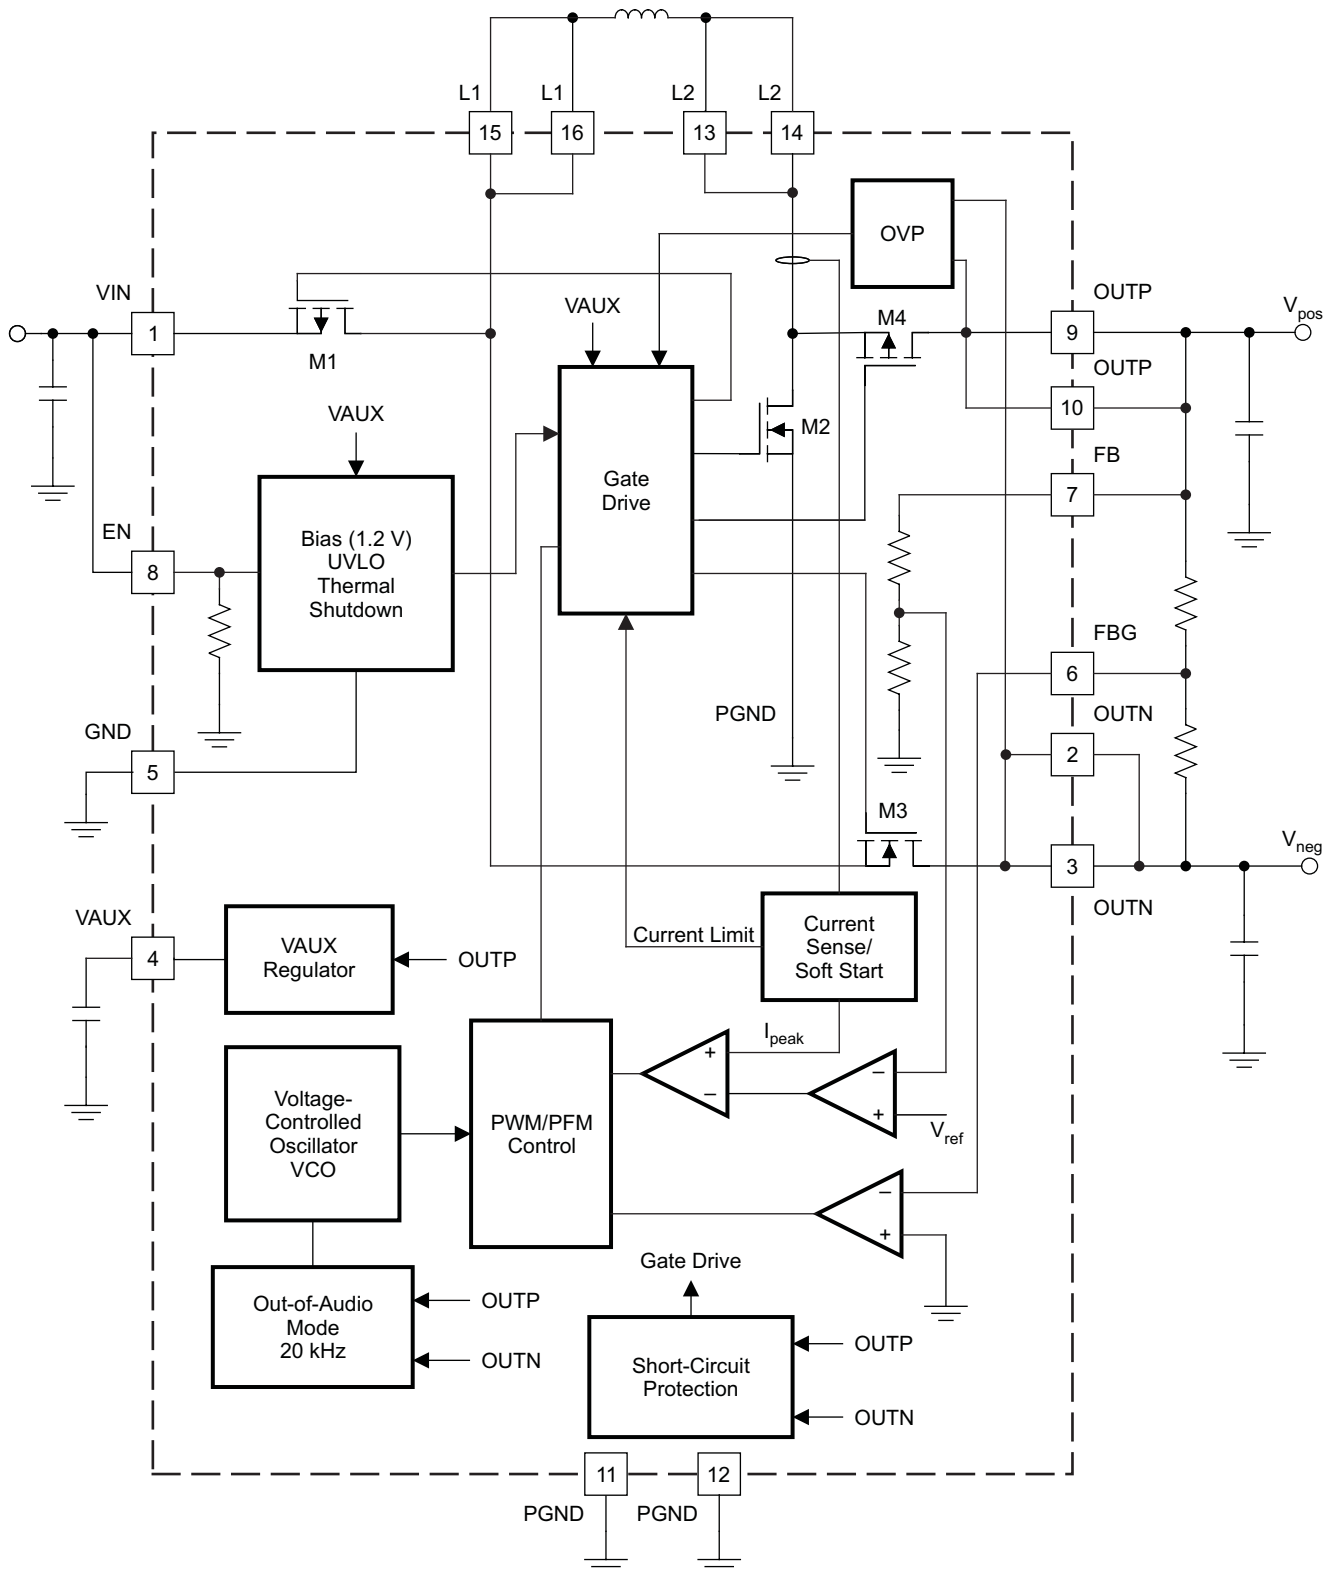 L1
L1
L2
L2
15
16
13
14
OVP
VIN
VAUX
OUTP
Vpos
1
M1
M4
9
OUTP
VAUX
10
M2
FB
Gate
Drive
7
EN
Bias (1.2 V)
UVLO
Thermal
Shutdown
8
FBG
6
PGND
OUTN
GND
2
5
M3
Vneg
3
OUTN
VAUX
4
VAUX
Regulator
OUTP
Current Limit
Current
Sense/
Soft Start
Ipeak
+
–
–
+
Vref
Voltage-
Controlled
Oscillator
VCO
PWM/PFM
Control
–
+
Gate Drive
Out-of-Audio
Mode
20 kHz
OUTP
OUTN
Short-Circuit
Protection
OUTP
OUTN
11
12
PGND
PGND